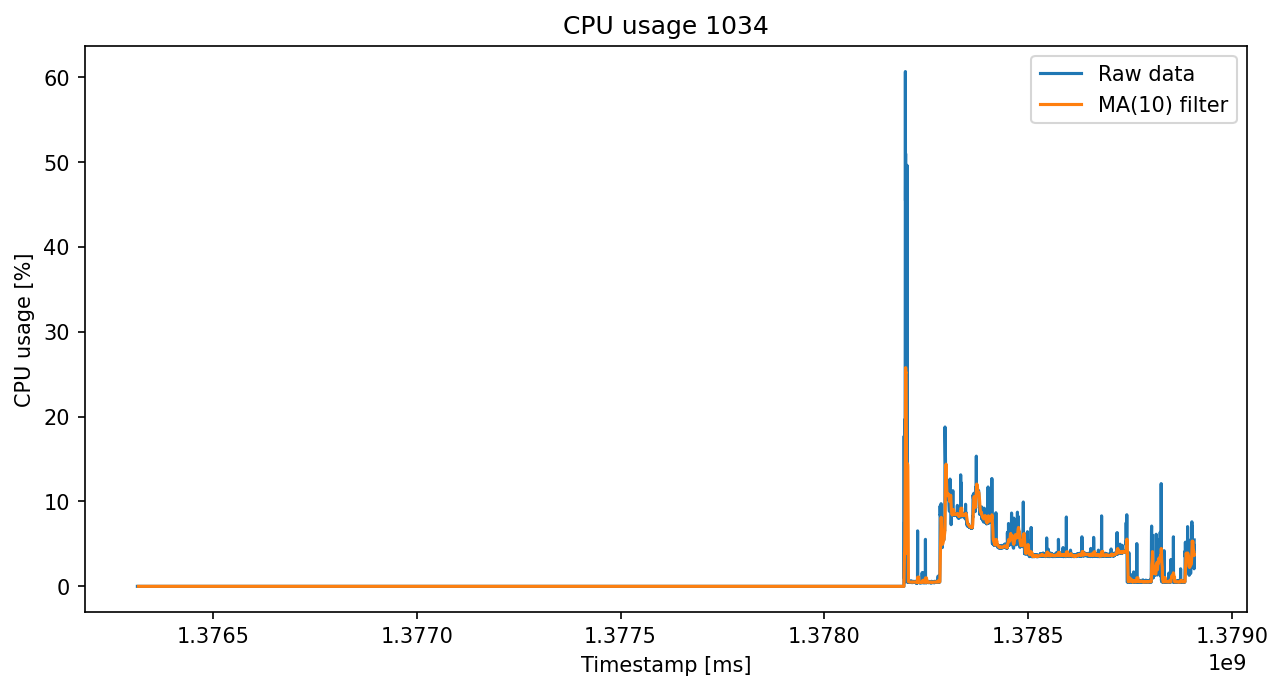 CPU usage 1034
Raw data
MA(10) filter
CPU usage [%]
60
50
40
30
20
10
0
1.3765 1.3770 1.3775 1.3780 1.3785 1.3790
1e9
Timestamp [ms]